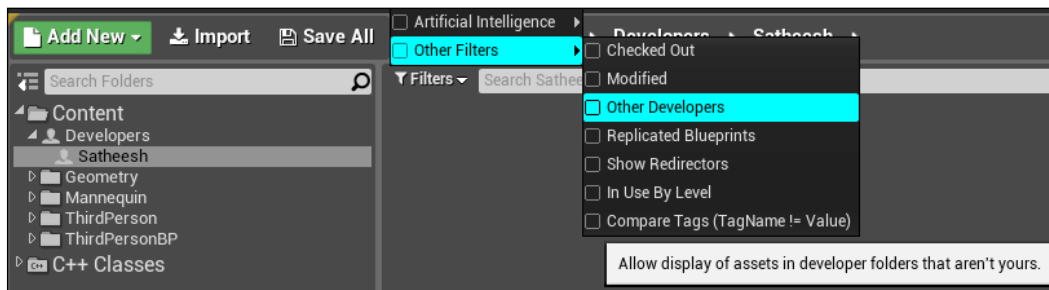 Artificial Intelligence
Add New Import Save All
Other Filters
Developers Satheesh
Checked Out
Search Folders
Filters
Search Sathee
Modified
Content
Other Developers
Developers
Replicated Blueprints
Satheesh
Show Redirectors
Geometry
In Use By Level
Mannequin
Compare Tags (TagName != Value)
ThirdPerson
ThirdPersonBP
C++ Classes
Allow display of assets in developer folders that aren't yours.